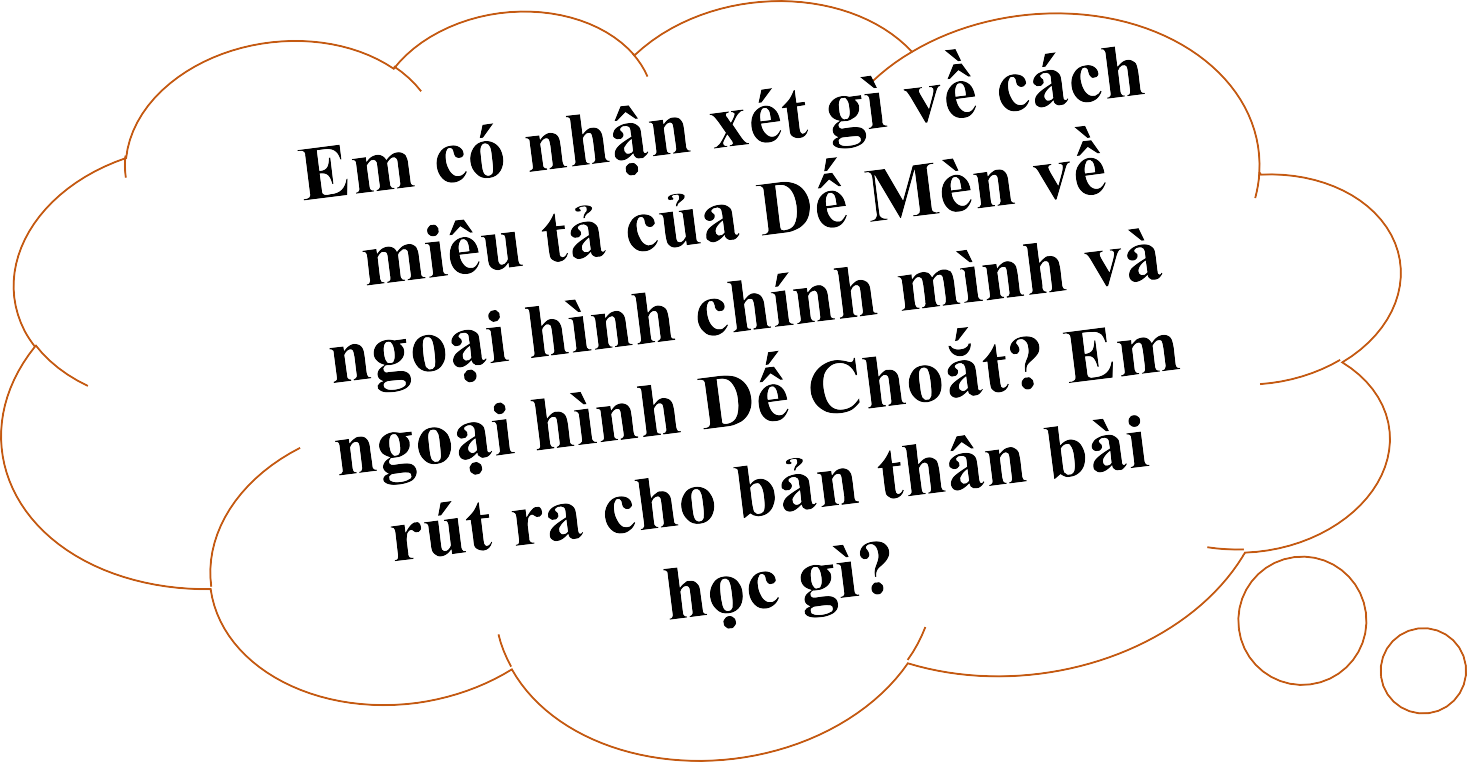 Em có nhận xét gì về cách
miêu tả của Dế Mèn về
ngoại hình chính mình và
ngoại hình Dế Choắt? Em
rút ra cho bản thân bài
học gì?